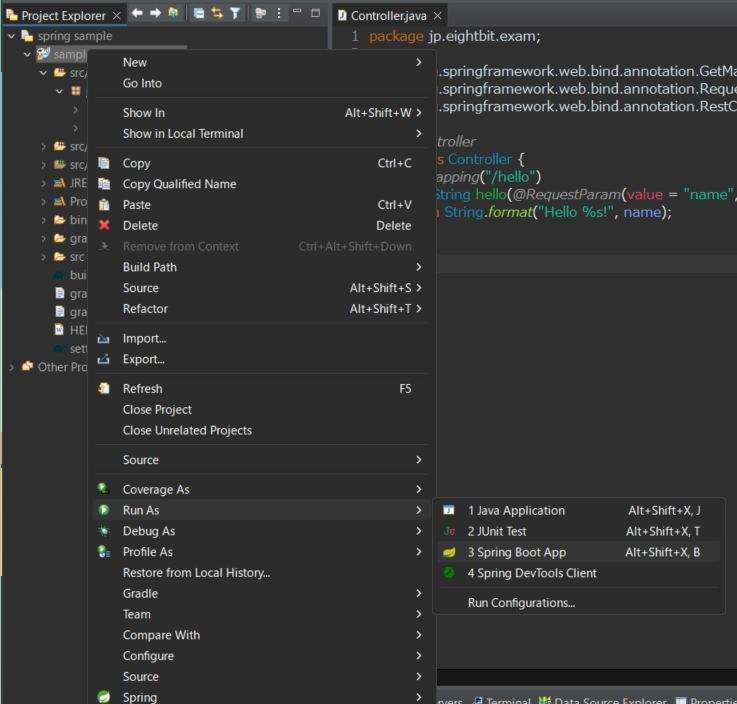 Project Explorer
Controller.java
spring sample
1 package jp.eightbit.exam;
.springframework.web.bind.annotation.GetMa
.springframework.web.bind.annotation.Reque
.springframework.web.bind.annotation.RestC
troller
s Controller {
apping("/hello")
String hello(@RequestParam(value = "name",
String.format("Hello %s!", name);
sample
src/
src/
src/
JRE
Pro
bin
gra
src
bui
gra
gra
HEL
sett
Other Pro
New
Go Into
Show In Alt+Shift+W
Show in Local Terminal
Copy Ctrl+C
Copy Qualified Name
Paste Ctrl+V
Delete Delete
Remove from Context Ctrl+Alt+Shift+Down
Build Path
Source Alt+Shift+S
Refactor Alt+Shift+T
Import...
Export...
Refresh F5
Close Project
Close Unrelated Projects
Source
Coverage As
Run As
Debug As
Profile As
Restore from Local History...
Gradle
Team
Compare With
Configure
Source
Spring
1 Java Application Alt+Shift+X, J
2 JUnit Test Alt+Shift+X, T
3 Spring Boot App Alt+Shift+X, B
4 Spring DevTools Client
Run Configurations...
rvers Terminal Data Source Explorer Propertie